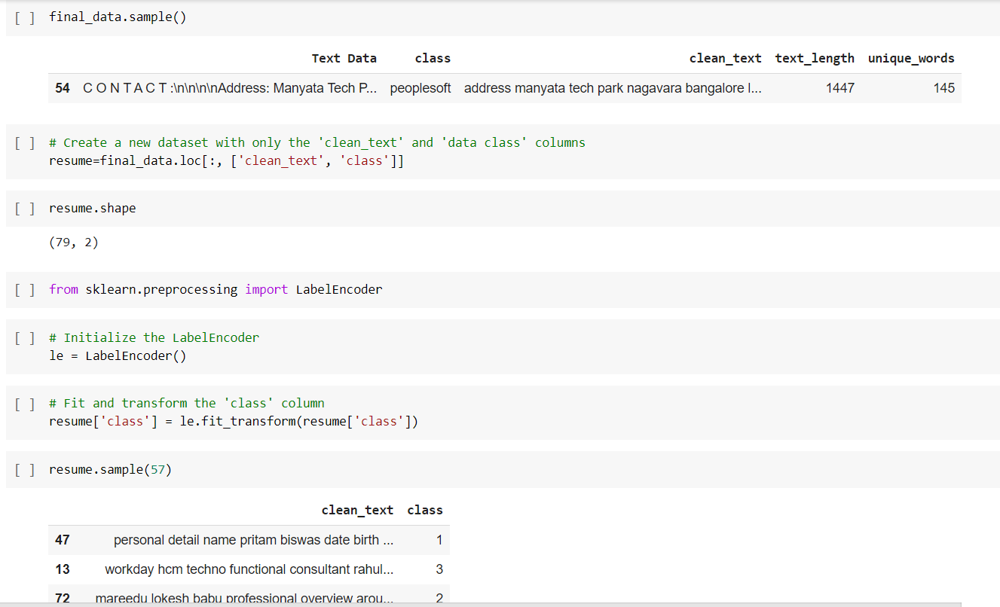 [ ] final_data.sample()
Text Data class clean_text text_length unique_words
54 C O N T A C T :\n\n\n\nAddress: Manyata Tech P... peoplesoft address manyata tech park nagavara bangalore l... 1447 145
[ ] # Create a new dataset with only the 'clean_text' and 'data class' columns
resume=final_data.loc[:, ['clean_text', 'class']]
[ ] resume.shape
(79, 2)
[ ] from sklearn.preprocessing import LabelEncoder
[ ] # Initialize the LabelEncoder
le = LabelEncoder()
[ ] # Fit and transform the 'class' column
resume['class'] = le.fit_transform(resume['class'])
[ ] resume.sample(57)
clean_text class
47 personal detail name pritam biswas date birth ... 1
13 workday hcm techno functional consultant rahul... 3
72 mareedu lokesh babu professional overview arou... 2